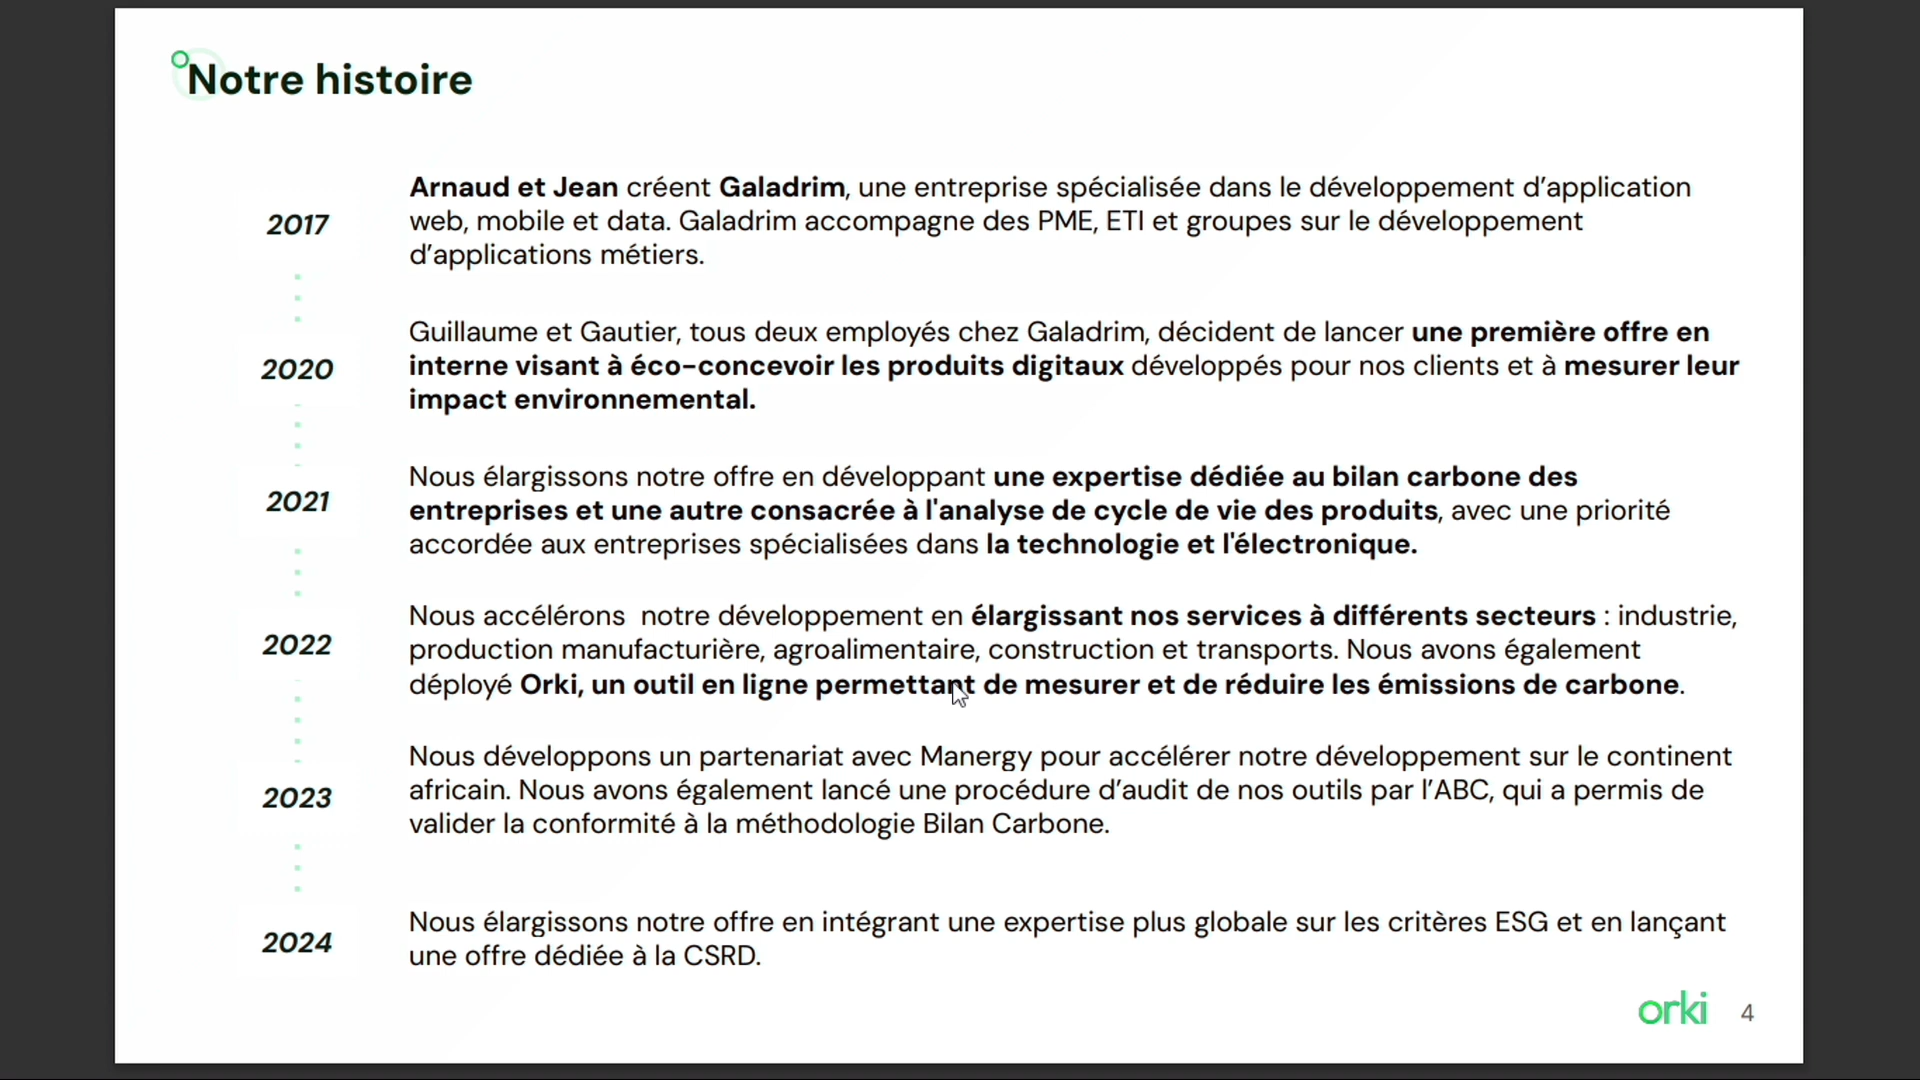 Notre histoire
2017
Arnaud et Jean créent Galadrim, une entreprise spécialisée dans le développement d’application
web, mobile et data. Galadrim accompagne des PME, ETI et groupes sur le développement
d’applications métiers.
2020
Guillaume et Gautier, tous deux employés chez Galadrim, décident de lancer une première offre en
interne visant à éco-concevoir les produits digitaux développés pour nos clients et à mesurer leur
impact environnemental.
2021
Nous élargissons notre offre en développant une expertise dédiée au bilan carbone des
entreprises et une autre consacrée à l'analyse de cycle de vie des produits, avec une priorité
accordée aux entreprises spécialisées dans la technologie et l'électronique.
2022
Nous accélérons  notre développement en élargissant nos services à différents secteurs : industrie,
production manufacturière, agroalimentaire, construction et transports. Nous avons également
déployé Orki, un outil en ligne permettant de mesurer et de réduire les émissions de carbone.
2023
Nous développons un partenariat avec Manergy pour accélérer notre développement sur le continent
africain. Nous avons également lancé une procédure d’audit de nos outils par l’ABC, qui a permis de
valider la conformité à la méthodologie Bilan Carbone.
2024
Nous élargissons notre offre en intégrant une expertise plus globale sur les critères ESG et en lançant
une offre dédiée à la CSRD.
orki 4